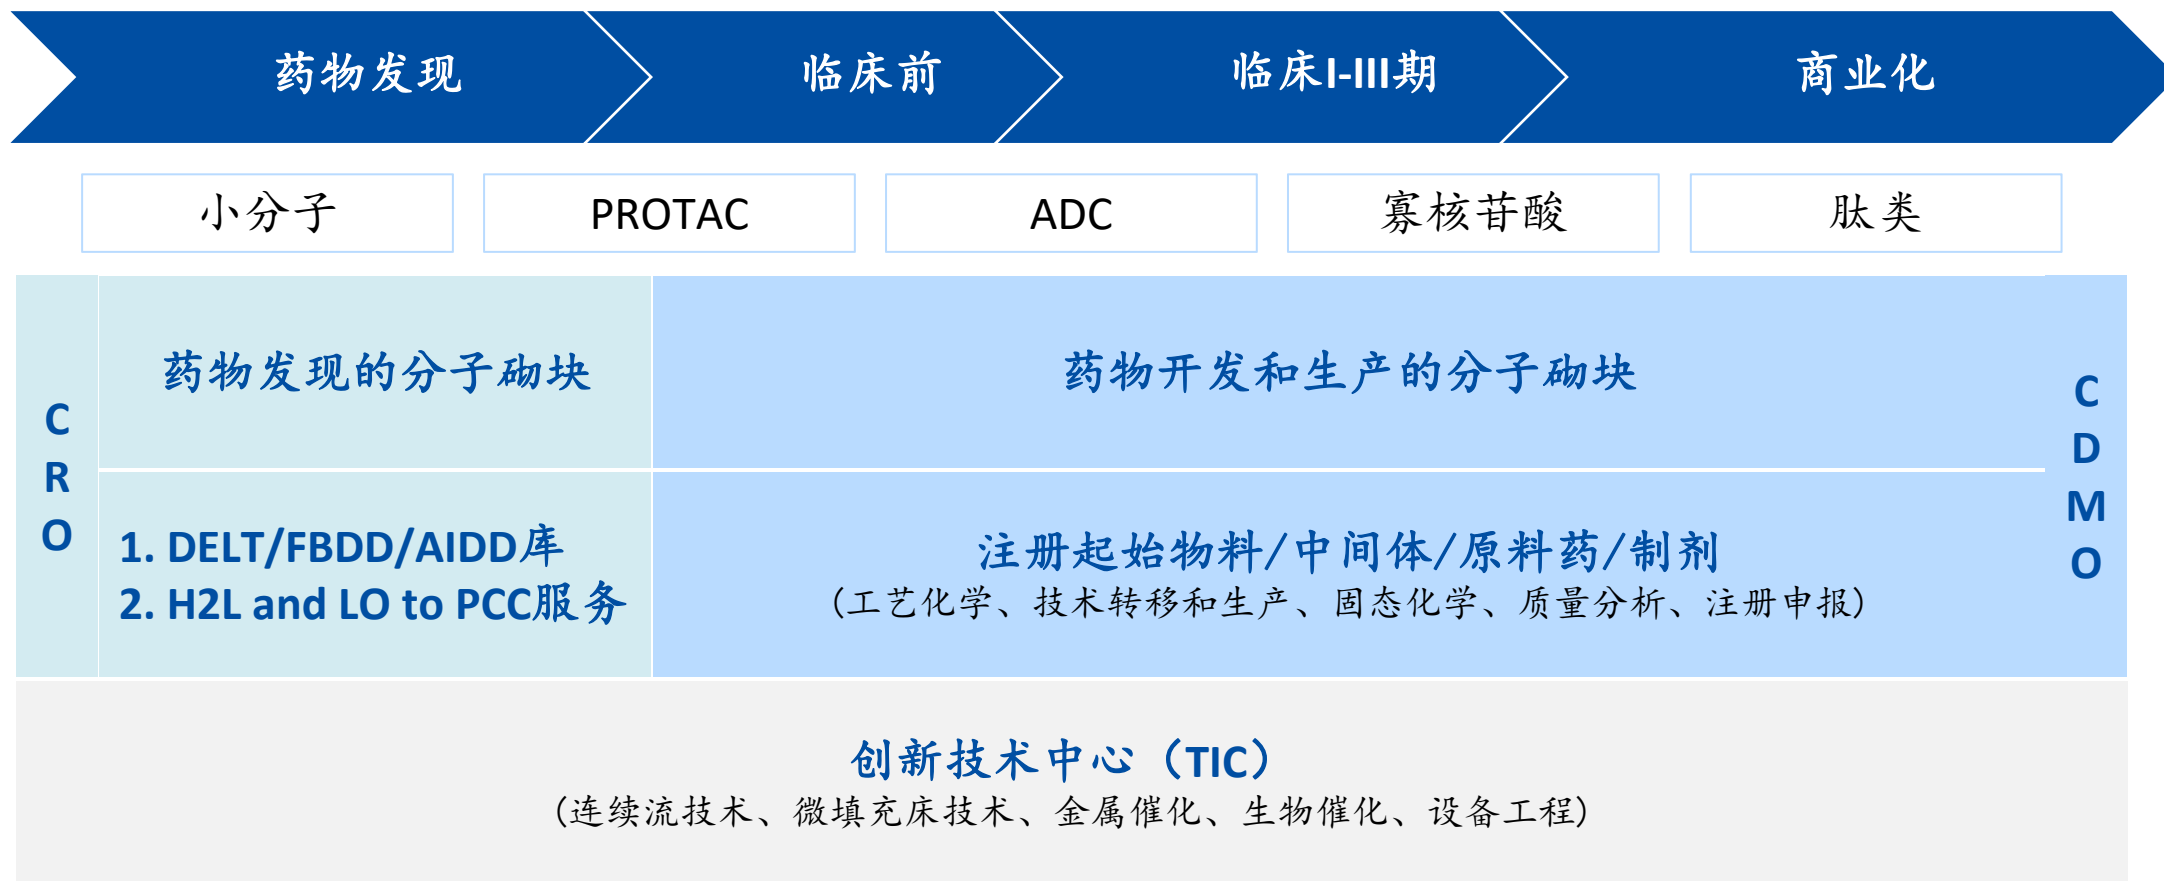 药物发现
临床前
临床I-III期
商业化
小分子
PROTAC
ADC
寡核苷酸
肽类
C
R
O
药物发现的分子砌块
药物开发和生产的分子砌块
1. DELT/FBDD/AIDD库
2. H2L and LO to PCC服务
注册起始物料/中间体/原料药/制剂
(工艺化学、技术转移和生产、固态化学、质量分析、注册申报)
C
D
M
O
创新技术中心（TIC）
(连续流技术、微填充床技术、金属催化、生物催化、设备工程)